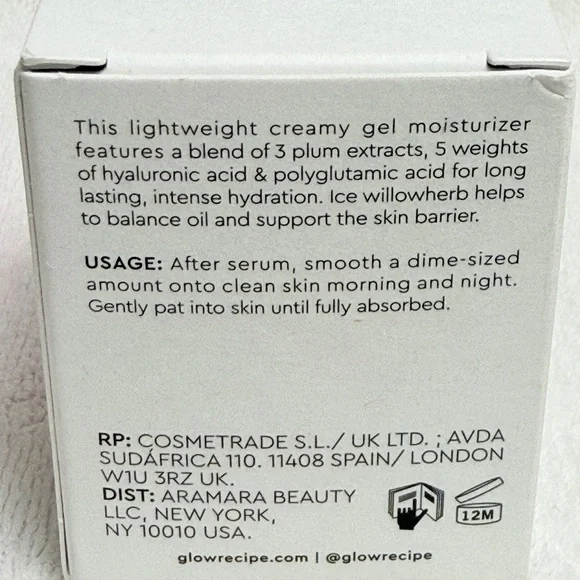 This lightweight creamy gel moisturizer
features a blend of 3 plum extracts, 5 weights
of hyaluronic acid & polyglutamic acid for long
lasting, intense hydration. Ice willowherb helps
to balance oil and support the skin barrier.
USAGE: After serum, smooth a dime-sized
amount onto clean skin morning and night.
Gently pat into skin until fully absorbed.
RP: COSMETRADE S.L./ UK LTD. ; AVDA
SUDÁFRICA 110. 11408 SPAIN/ LONDON
W1U 3RZ UK.
DIST: ARAMARA BEAUTY
LLC, NEW YORK,
NY 10010 USA.
12M
glowrecipe.com | @glowrecipe